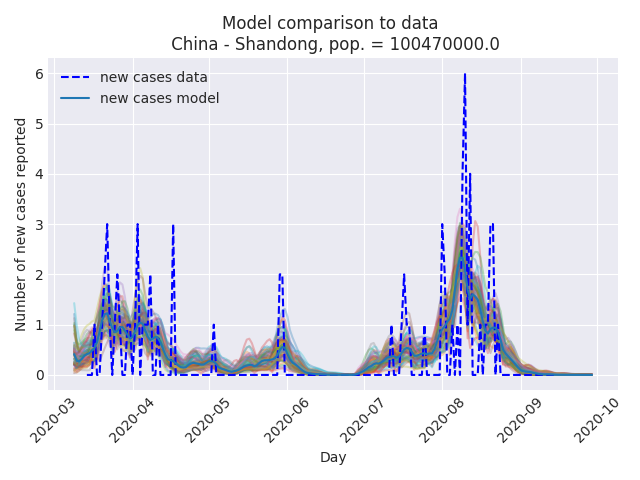 Model comparison to data
China - Shandong, pop. = 100470000.0
new cases data
new cases model
Number of new cases reported
6
5
4
3
2
1
0
2020-03
2020-04
2020-05
2020-06
2020-07
2020-08
2020-09
2020-10
Day